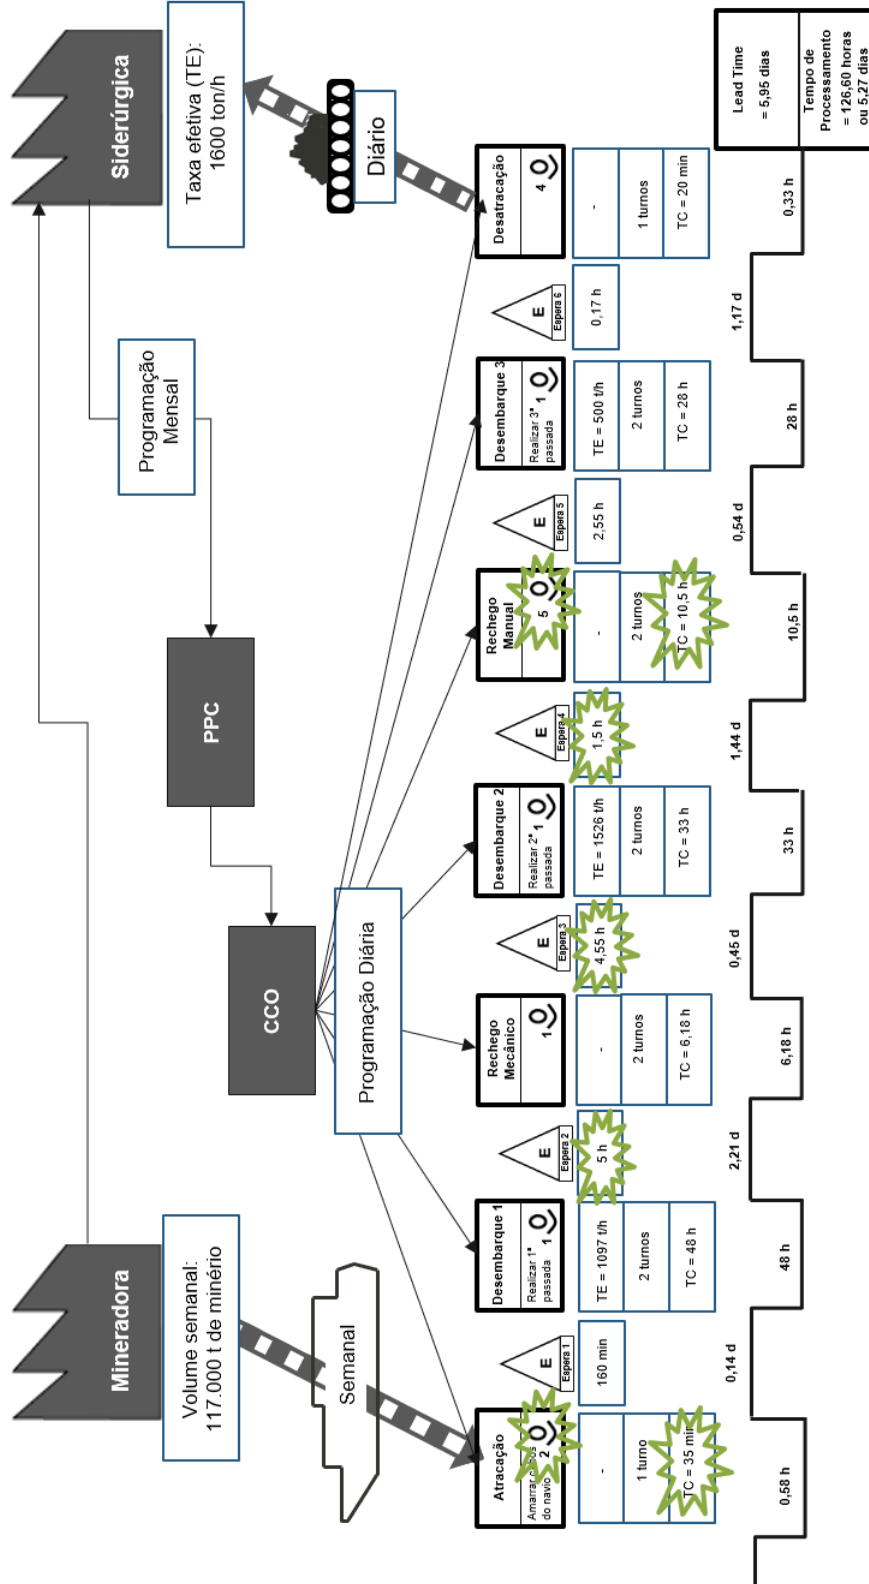 Mineradora
Volume semanal:
117.000 t de minério
Semanal
Siderúrgica
Taxa efetiva (TE):
1600 ton/h
Diário
Programação
Mensal
PPC
CCO
Programação Diária
Atracação
Amarrar cabos
do navio
2
-
1 turno
TC = 35 min
E
Espera 1
160 min
Desembarque 1
Realizar 1ª
passada
1
TE = 1097 t/h
2 turnos
TC = 48 h
E
Espera 2
5 h
Rechego
Mecânico
1
-
2 turnos
TC = 6,18 h
E
Espera 3
4,55 h
Desembarque 2
Realizar 2ª
passada
1
TE = 1526 t/h
2 turnos
TC = 33 h
E
Espera 4
1,5 h
Rechego
Manual
5
-
2 turnos
TC = 10,5 h
E
Espera 5
2,55 h
Desembarque 3
Realizar 3ª
passada
1
TE = 500 t/h
2 turnos
TC = 28 h
E
Espera 6
0,17 h
Desatracação
4
-
1 turnos
TC = 20 min
0,58 h
0,14 d
48 h
2,21 d
6,18 h
0,45 d
33 h
1,44 d
10,5 h
0,54 d
28 h
1,17 d
0,33 h
Lead Time
= 5,95 dias
Tempo de
Processamento
= 126,60 horas
ou 5,27 dias